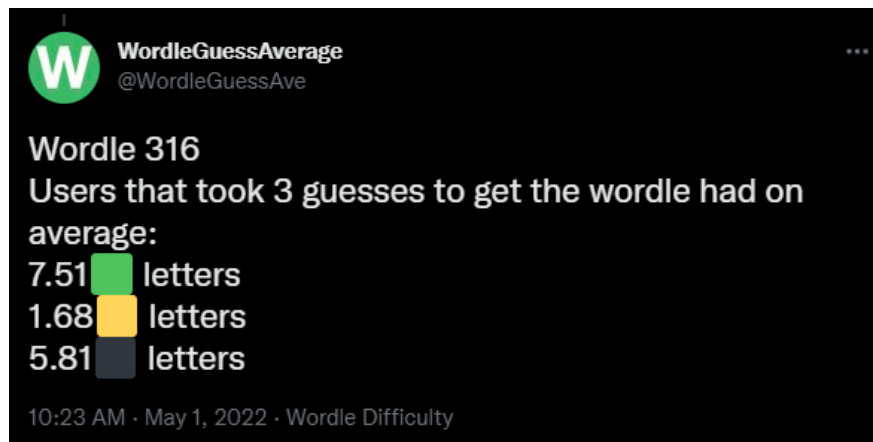 W
WordleGuessAverage
@WordleGuessAve
Wordle 316
Users that took 3 guesses to get the wordle had on
average:
7.51🟩 letters
1.68🟨 letters
5.81⬛ letters
10:23 AM · May 1, 2022 · Wordle Difficulty